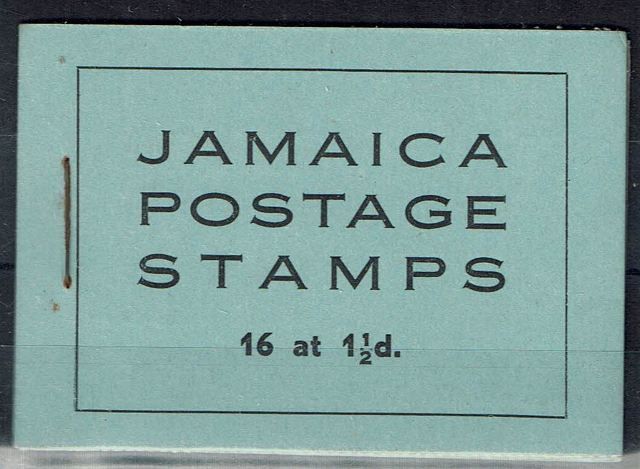 JAMAICA
POSTAGE
STAMPS
16 at 1½d.